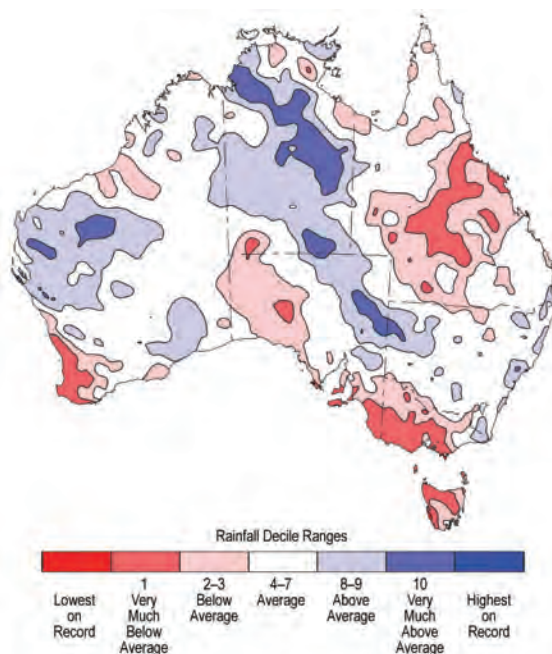 Rainfall Decile Ranges
1 2–3 4–7 8–9 10
Lowest on Record
Very Much Below Average
Below Average
Average
Above Average
Very Much Above Average
Highest on Record